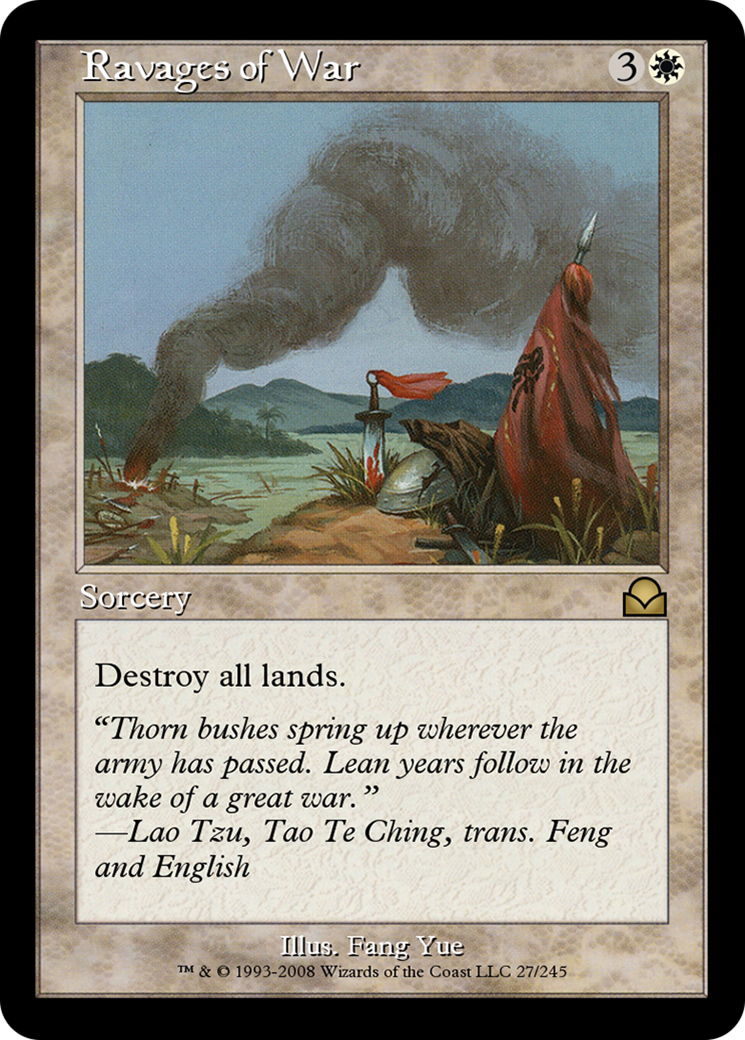 Ravages of War 3
Sorcery
Destroy all lands.
“Thorn bushes spring up wherever the
army has passed. Lean years follow in the
wake of a great war.”
—Lao Tzu, Tao Te Ching, trans. Feng
and English
Illus. Fang Yue
™ & © 1993-2008 Wizards of the Coast LLC 27/245